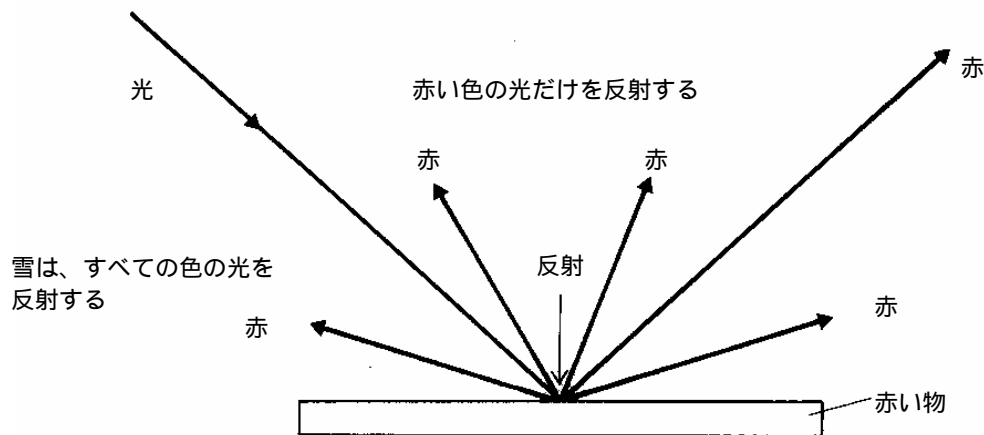 赤
光
赤い色の光だけを反射する
赤
赤
雪は、すべての色の光を
反射する
反射
赤
赤
赤い物